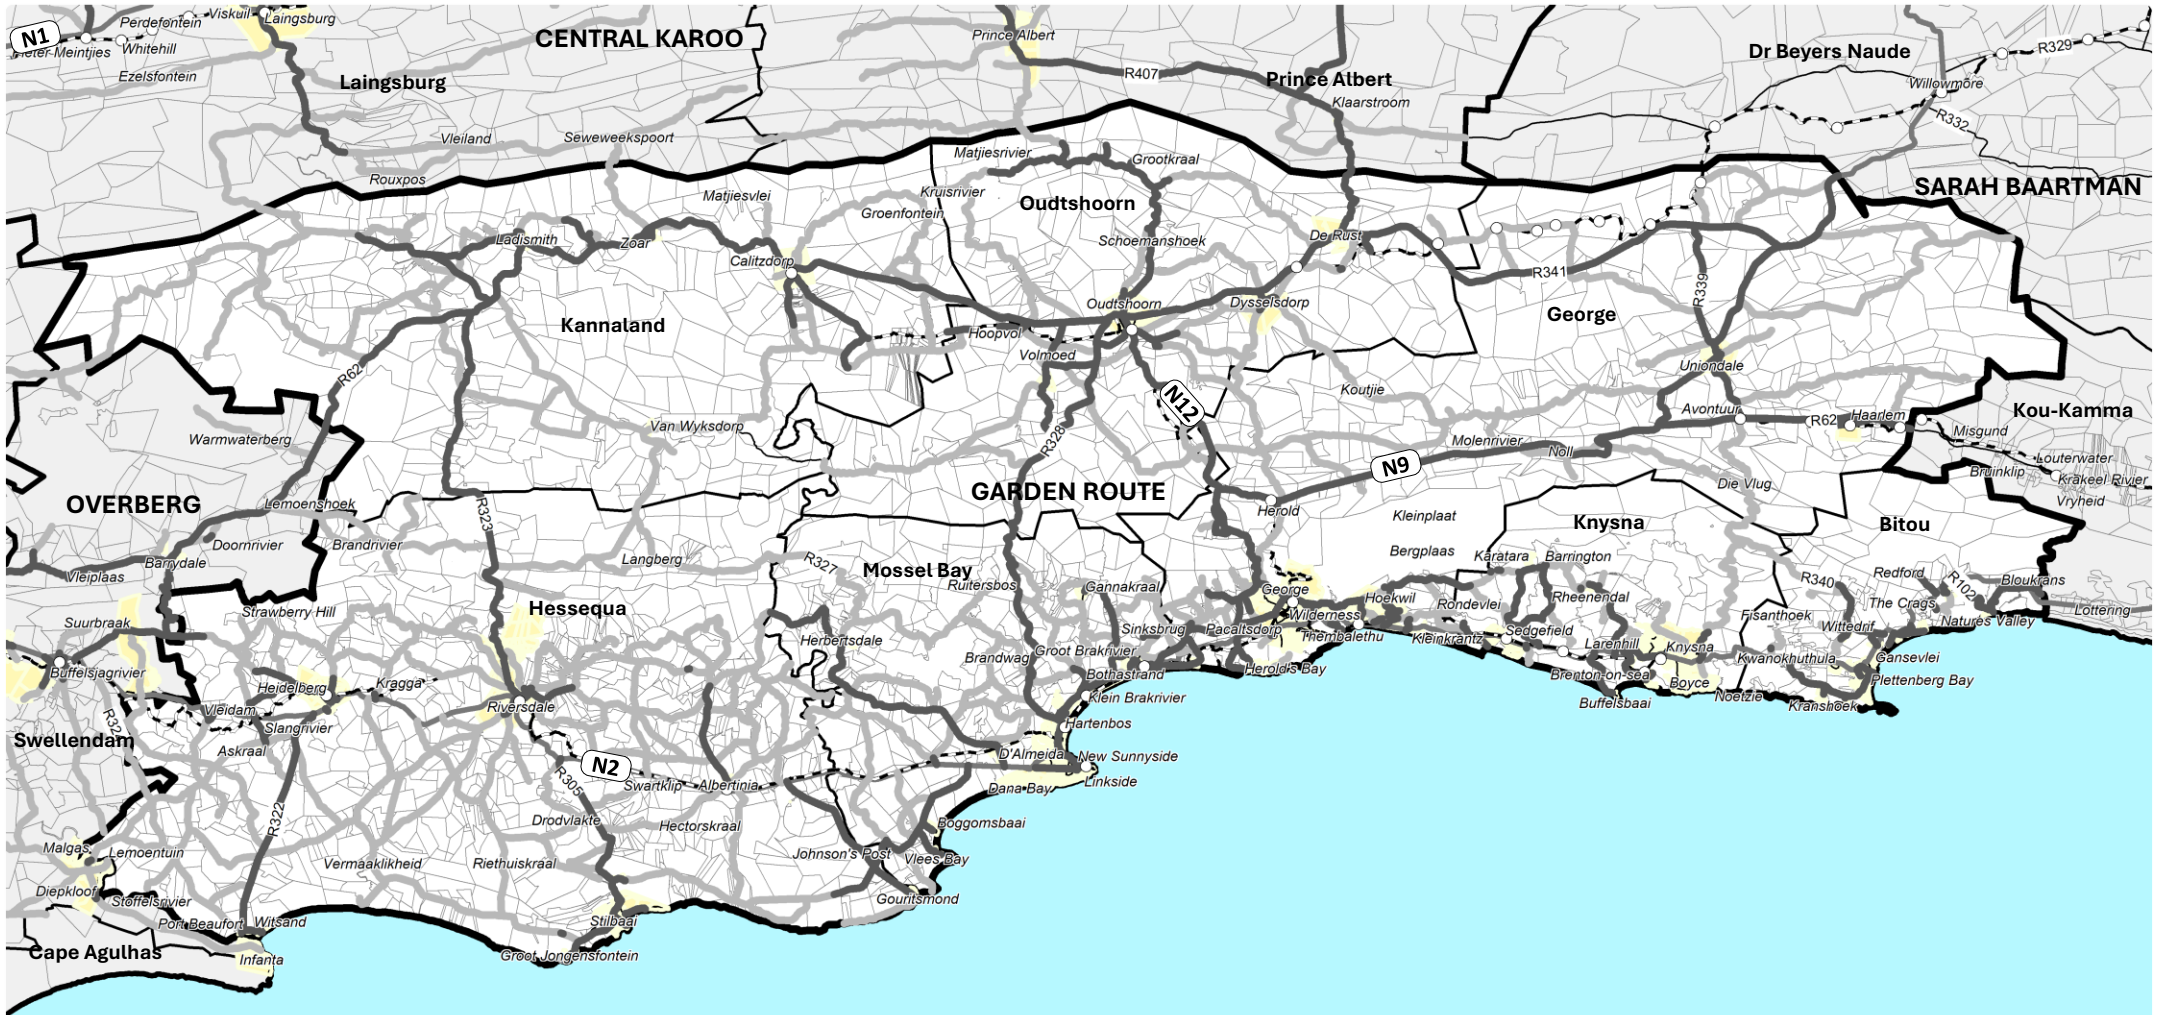 Perdefontein
Viskuil
Laingsburg
N1
Pieter-Meintjies
Whitehill
Ezelsfontein
CENTRAL KAROO
Prince Albert
Dr Beyers Naude
R329
Laingsburg
R407
Prince Albert
Klaarstroom
Willowmore
R332
Vleiland
Seweweekspoort
Matjiesrivier
Grootkraal
Rouxpos
Matjiesvlei
Kruisrivier
Groenfontein
Oudtshoorn
SARAH BAARTMAN
Ladismith
Zoar
Calitzdorp
Schoemanshoek
De Rust
R341
R339
Kannaland
Oudtshoorn
Dysselsdorp
George
Hoopvol
Volmoed
R62
Uniondale
Koutjie
N12
Avontuur
R62
Haarlem
Kou-Kamma
Misgund
Warmwaterberg
Van Wyksdorp
R328
Molenrivier
Noll
N9
Louterwater
Bruinklip
Krakeel Rivier
Vryheid
OVERBERG
Lemoenshoek
R323
GARDEN ROUTE
Herold
Die Vlug
Kleinplaat
Knysna
Bitou
Doornrivier
Brandrivier
Barrydale
Vleiplaas
Langberg
R327
Mossel Bay
Bergplaas
Karatara
Barrington
Ruitersbos
Gannakraal
George
Hoekwil
Rondevlei
Rheenendal
R340
Redford
R102
Bloukrans
Strawberry Hill
Hessequa
The Crags
Lottering
Suurbraak
Herbertsdale
Sinksbrug
Pacaltsdorp
Wilderness
Thembalethu
Kleinkrantz
Sedgefield
Fisanthoek
Wittedrif
Natures Valley
Buffelsjagrivier
Brandwag
Groot Brakrivier
Larenhill
Knysna
Kwanokhuthula
Gansevlei
Heidelberg
Kragga
Bothastrand
Herold's Bay
Brenton-on-sea
Boyce
Plettenberg Bay
Vleidam
Riversdale
Klein Brakrivier
Buffelsbaai
Noetzie
Kranshoek
R324
Slangrivier
Hartenbos
Swellendam
Askraal
N2
D'Almeida
New Sunnyside
R305
Swartklip
Albertinia
Dana Bay
Linkside
R322
Drodvlakte
Hectorskraal
Boggomsbaai
Malgas
Lemoentuin
Vermaaklikheid
Riethuiskraal
Johnson's Post
Vlees Bay
Diepkloof
Stoffelsrivier
Gouritsmond
Port Beaufort
Witsand
Stilbaai
Cape Agulhas
Infanta
Groot Jongensfontein